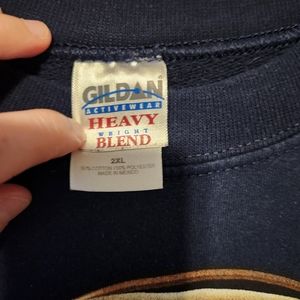 GILDAN
ACTIVEWEAR
HEAVY
WEIGHT
BLEND
2XL
50% COTTON 50% POLYESTER
MADE IN MEXICO